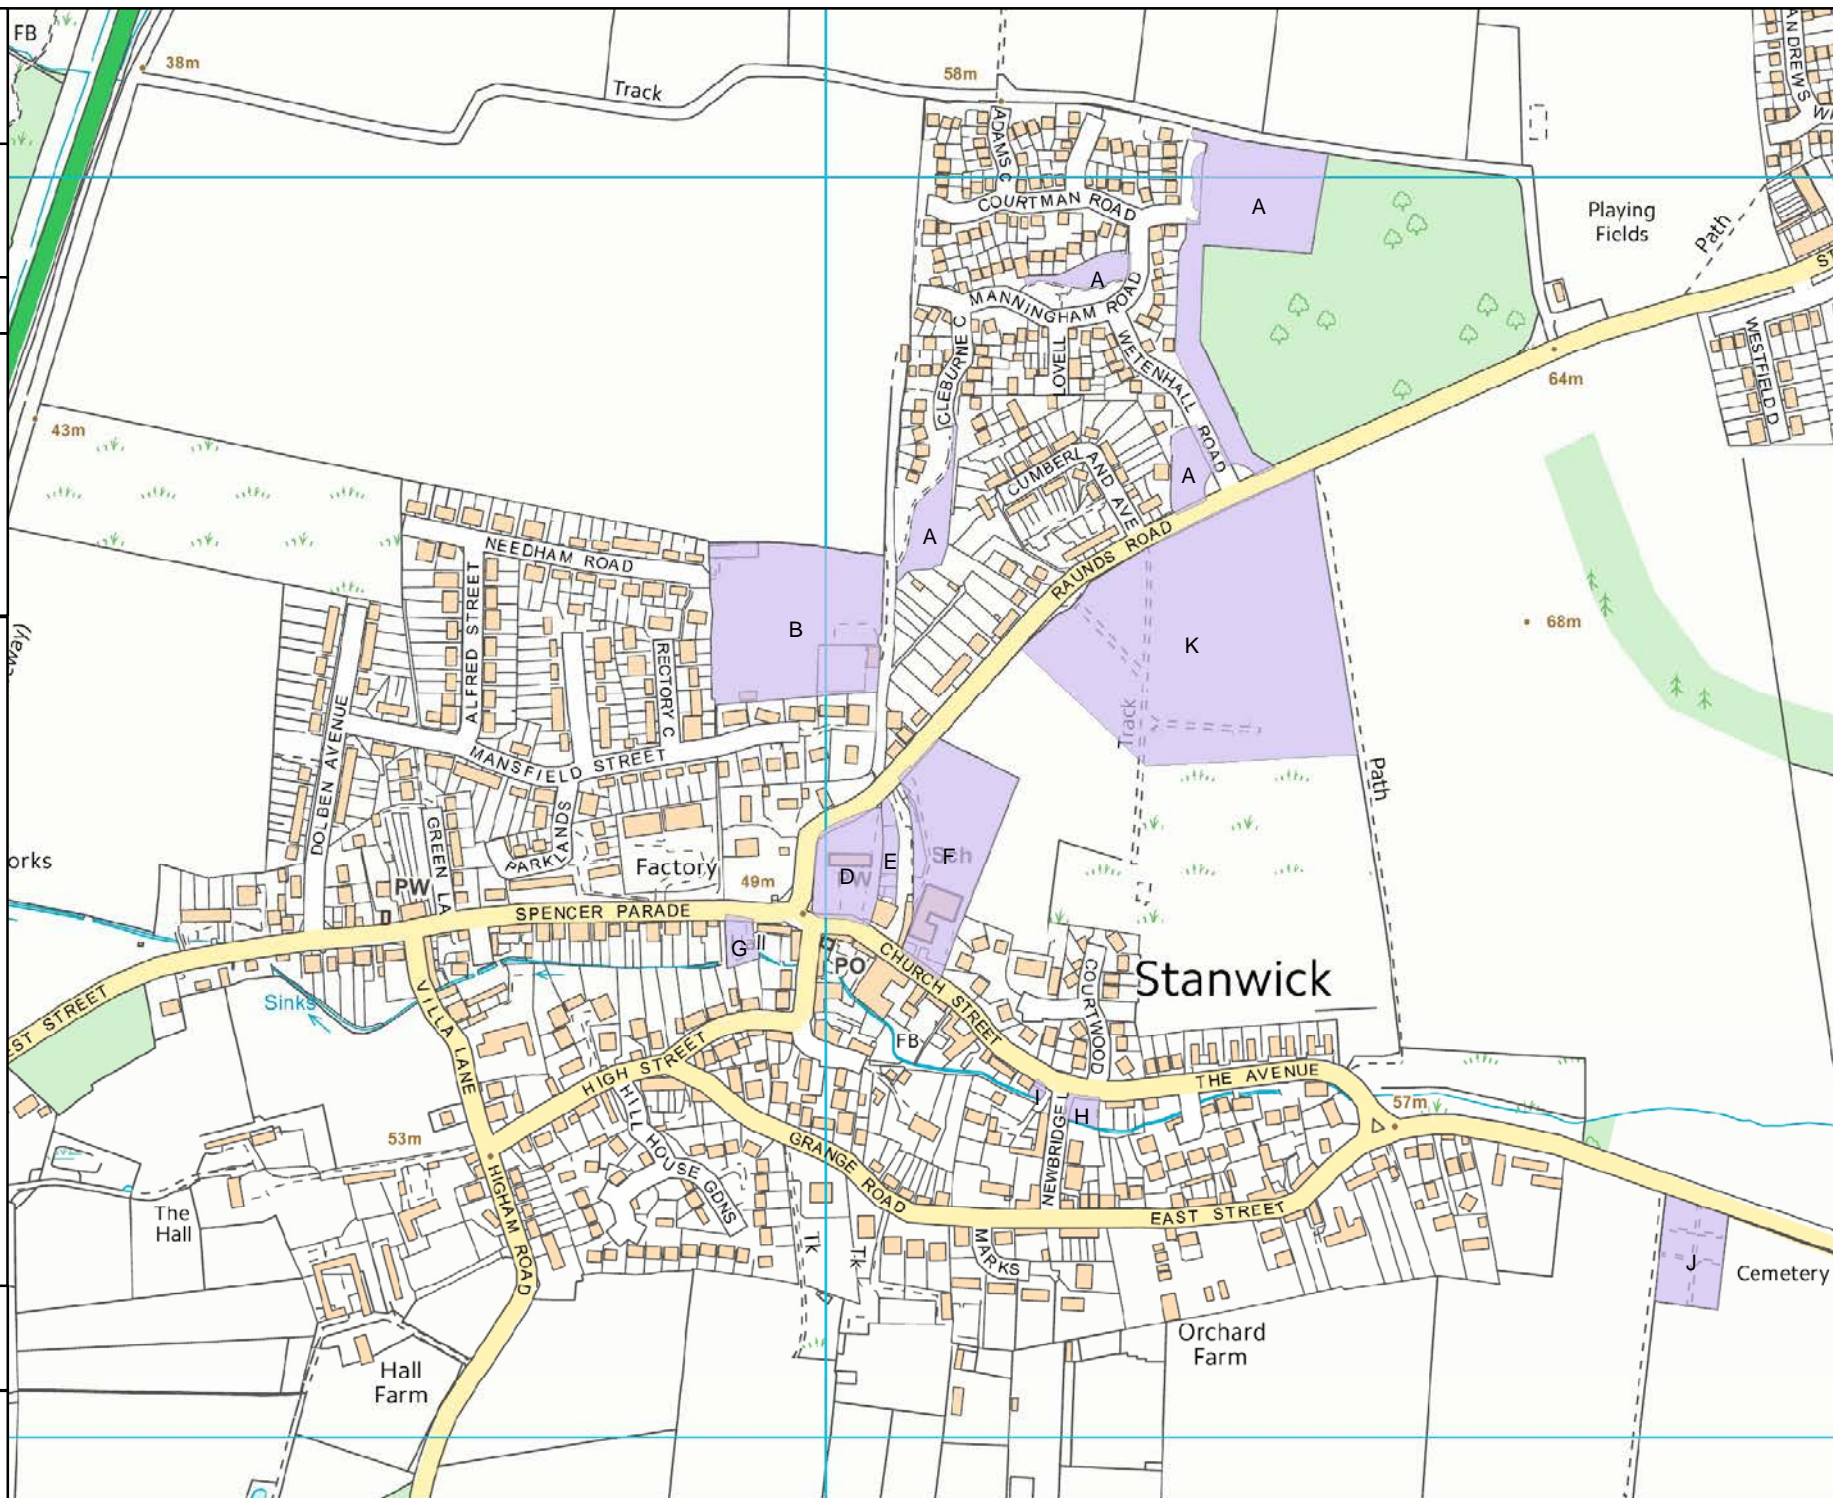 FB
38m
Track
58m
ADAMS C
ANDREWS
COURTMAN ROAD
A
Playing
Fields
Path
A
MANNINGHAM ROAD
CLEBURNE C
LOVELL
WETENHALL ROAD
64m
WESTFIELD
43m
CUMBERLAND AVE
A
A
RAUNDS ROAD
NEEDHAM ROAD
ALFRED STREET
B
68m
K
RECTORY C
DOLBEN AVENUE
Track
MANSFIELD STREET
Path
GREEN LA
PARKLANDS
orks
Factory
49m
E
F
Sch
D
PW
SPENCER PARADE
G
PO
CHURCH STREET
COURTWOOD
Stanwick
Sinks
EST STREET
VILLA LANE
FB
HIGH STREET
THE AVENUE
I
H
57m
HILL HOUSE GDNS
53m
GRANGE ROAD
NEWBRIDGE L
HIGHAM ROAD
The
Hall
EAST STREET
Tk
Tk
MARKS
J
Cemetery
Orchard
Farm
Hall
Farm